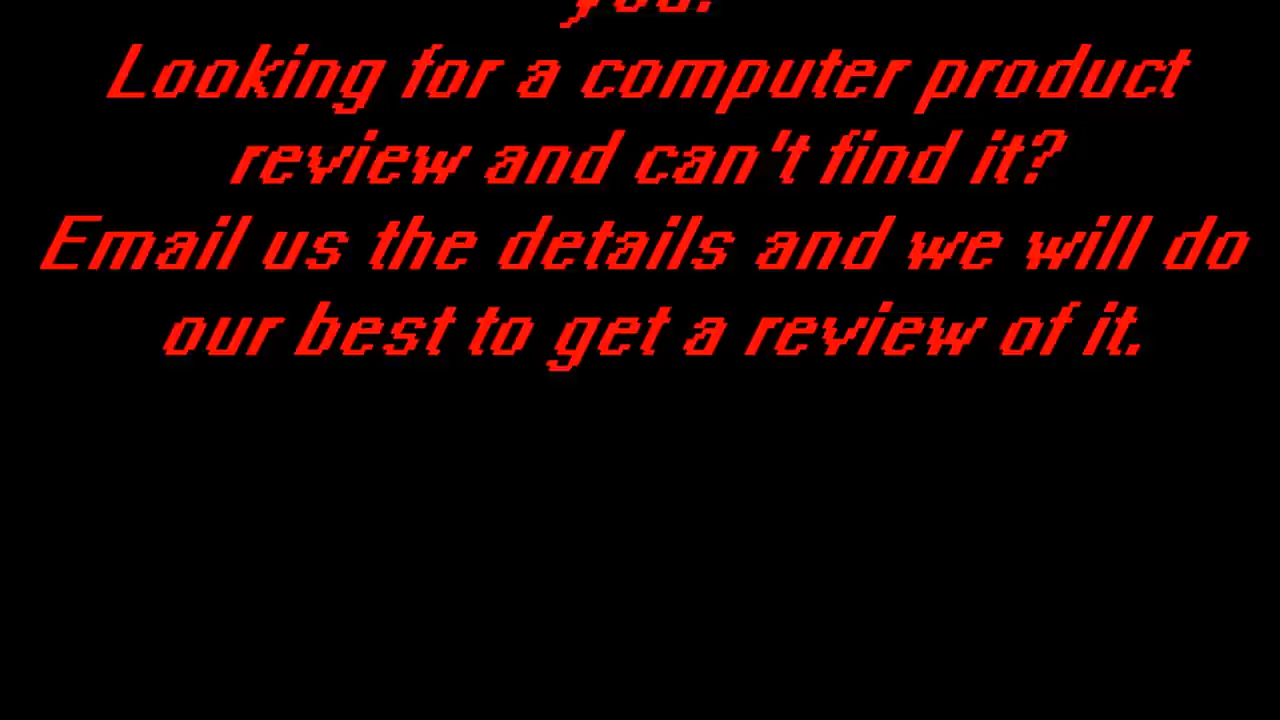 you.
Looking for a computer product
review and can't find it?
Email us the details and we will do
our best to get a review of it.